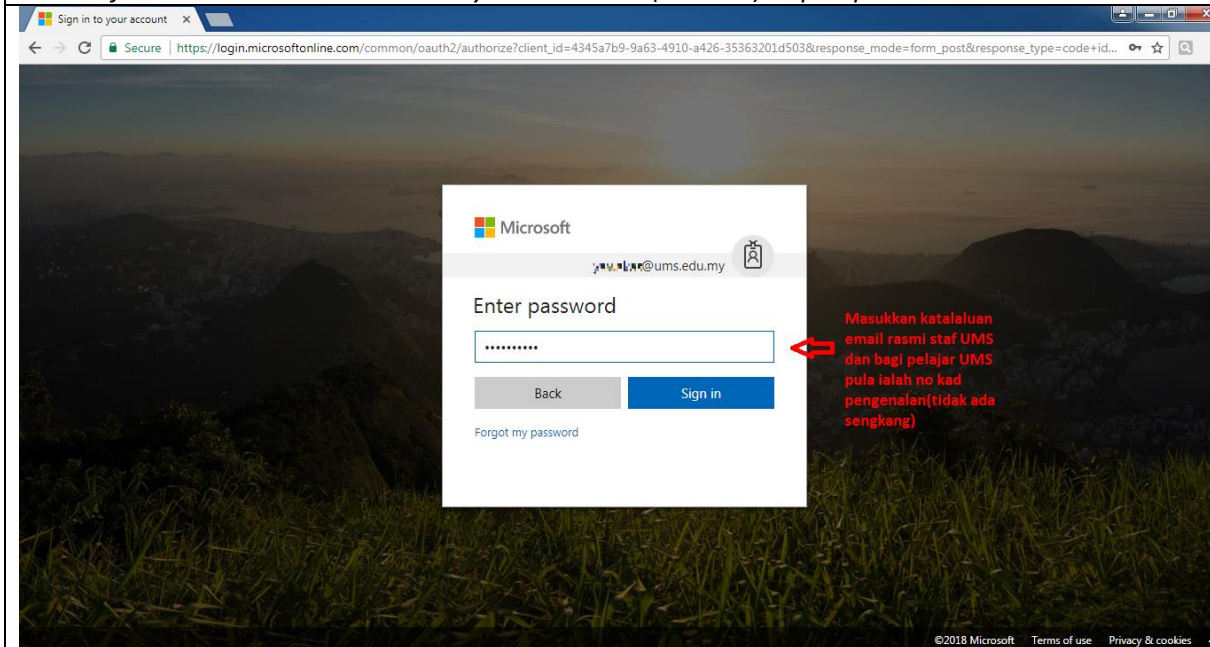 Sign in to your account
Secure | https://login.microsoftonline.com/common/oauth2/authorize?client_id=4345a7b9-9a63-4910-a426-35363201d503&response_mode=form_post&response_type=code+id...
Microsoft
@ums.edu.my
Enter password
Back Sign in
Forgot my password
Masukkan katalaluan
email rasmi staf UMS
dan bagi pelajar UMS
pula ialah no kad
pengenalan(tidak ada
sengkang)
©2018 Microsoft Terms of use Privacy & cookies